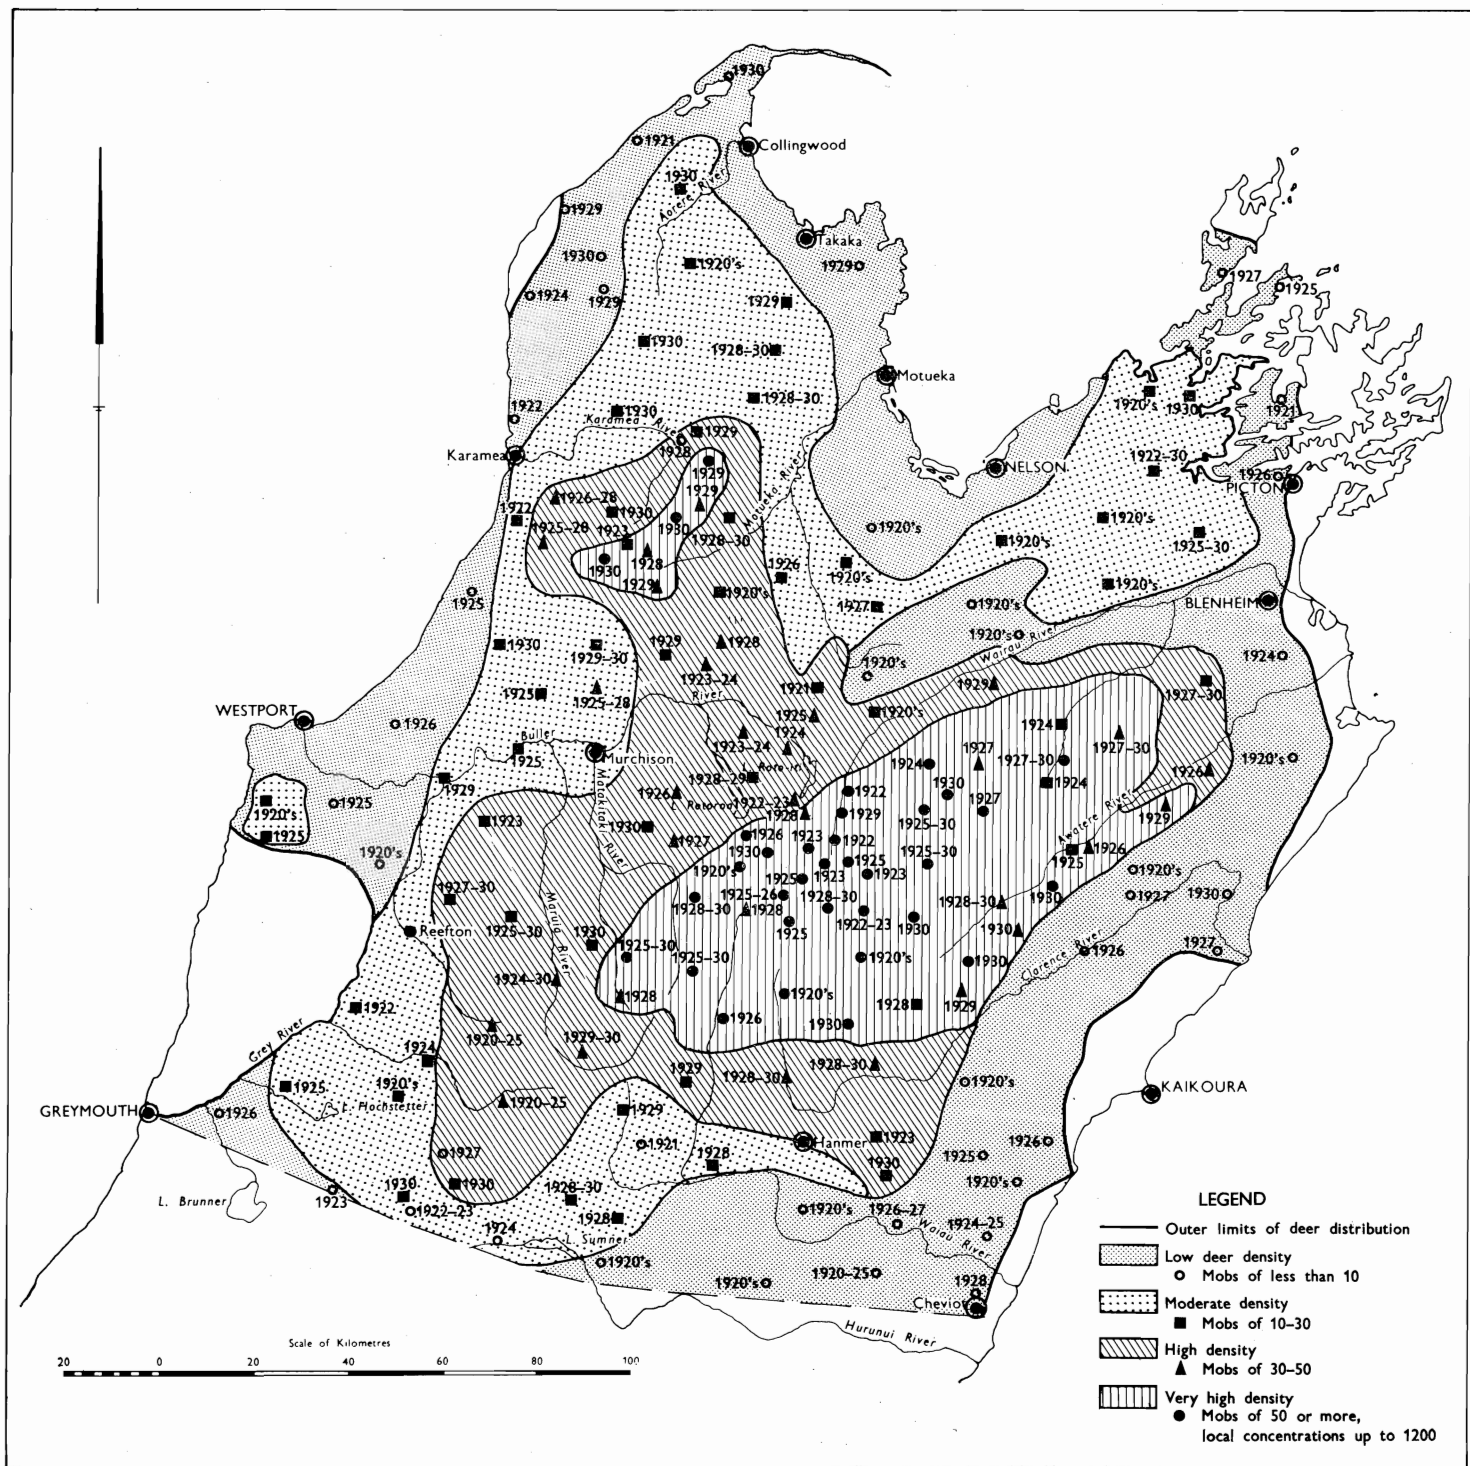 1930
1921
Collingwood
1930
Aorere River
1929
Takaka
1930
1920's
1929
1927
1924
1929
1929
1925
1930
1928–30
Motueka
1928–30
1920's
1930
1921
1922
1930
Karamea River
1929
1928
Karamea
1929
NELSON
1922–30
1926
PICTON
1926–28
1929
Motueka River
1922
1930
1925–28
1923
1930
1928–30
1920's
1920's
1920's
1925–30
1930
1928
1926
1920's
1929
1920's
1927
1920's
1920's
BLENHEIM
1925
1920's
Wairau River
1930
1929–30
1929
1928
1920's
1924
1923–24
1925
1925–28
River
1921
1929
1927–30
WESTPORT
1926
1925
1920's
1924
Buller
1923–24
1924
1927
1927–30
Murchison
1925
1924
1927–30
1920's
L. Roto-iti
1926
1929
1928–29
1930
1924
1925
1920's
1926
L. Rotoroa
1922–23
1922
1927
Awatere River
1929
1925
1923
Matakitaki River
1930
1928
1929
1925–30
1927
1926
1923
1922
1926
1925
1920's
1930
1925
1925–30
1920's
1920's
1925
1923
1923
1927–30
1925–26
1928–30
1930
1927
1930
Maruia River
1928–30
1928
1928–30
1925
1922–23
1930
1930
Reefton
1925–30
1930
1925–30
1925–30
1920's
1930
Clarence River
1926
1927
1924–30
1928
1920's
1928
1929
1922
1926
1930
Grey River
1920–25
1929–30
1924
1928–30
1925
1920's
1929
1928–30
1920's
KAIKOURA
L. Hochstetter
1920–25
GREYMOUTH
1926
1929
1923
1926
Hanmer
1927
1921
1925
1928
1930
1920's
L. Brunner
1923
1930
1930
1928–30
1922–23
1928
1920's
1926–27
1924–25
1924
L. Sumner
Waiau River
1920's
1920's
1920–25
1928
Cheviot
Hurunui River
LEGEND
Outer limits of deer distribution
Low deer density
Mobs of less than 10
Moderate density
Mobs of 10–30
High density
Mobs of 30–50
Very high density
Mobs of 50 or more,
local concentrations up to 1200
Scale of Kilometres
20 0 20 40 60 80 100